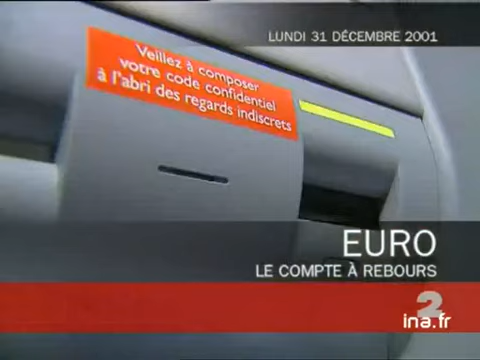 LUNDI 31 DÉCEMBRE 2001
Veillez à composer
votre code confidentiel
à l'abri des regards indiscrets
EURO
LE COMPTE À REBOURS
2
ina.fr